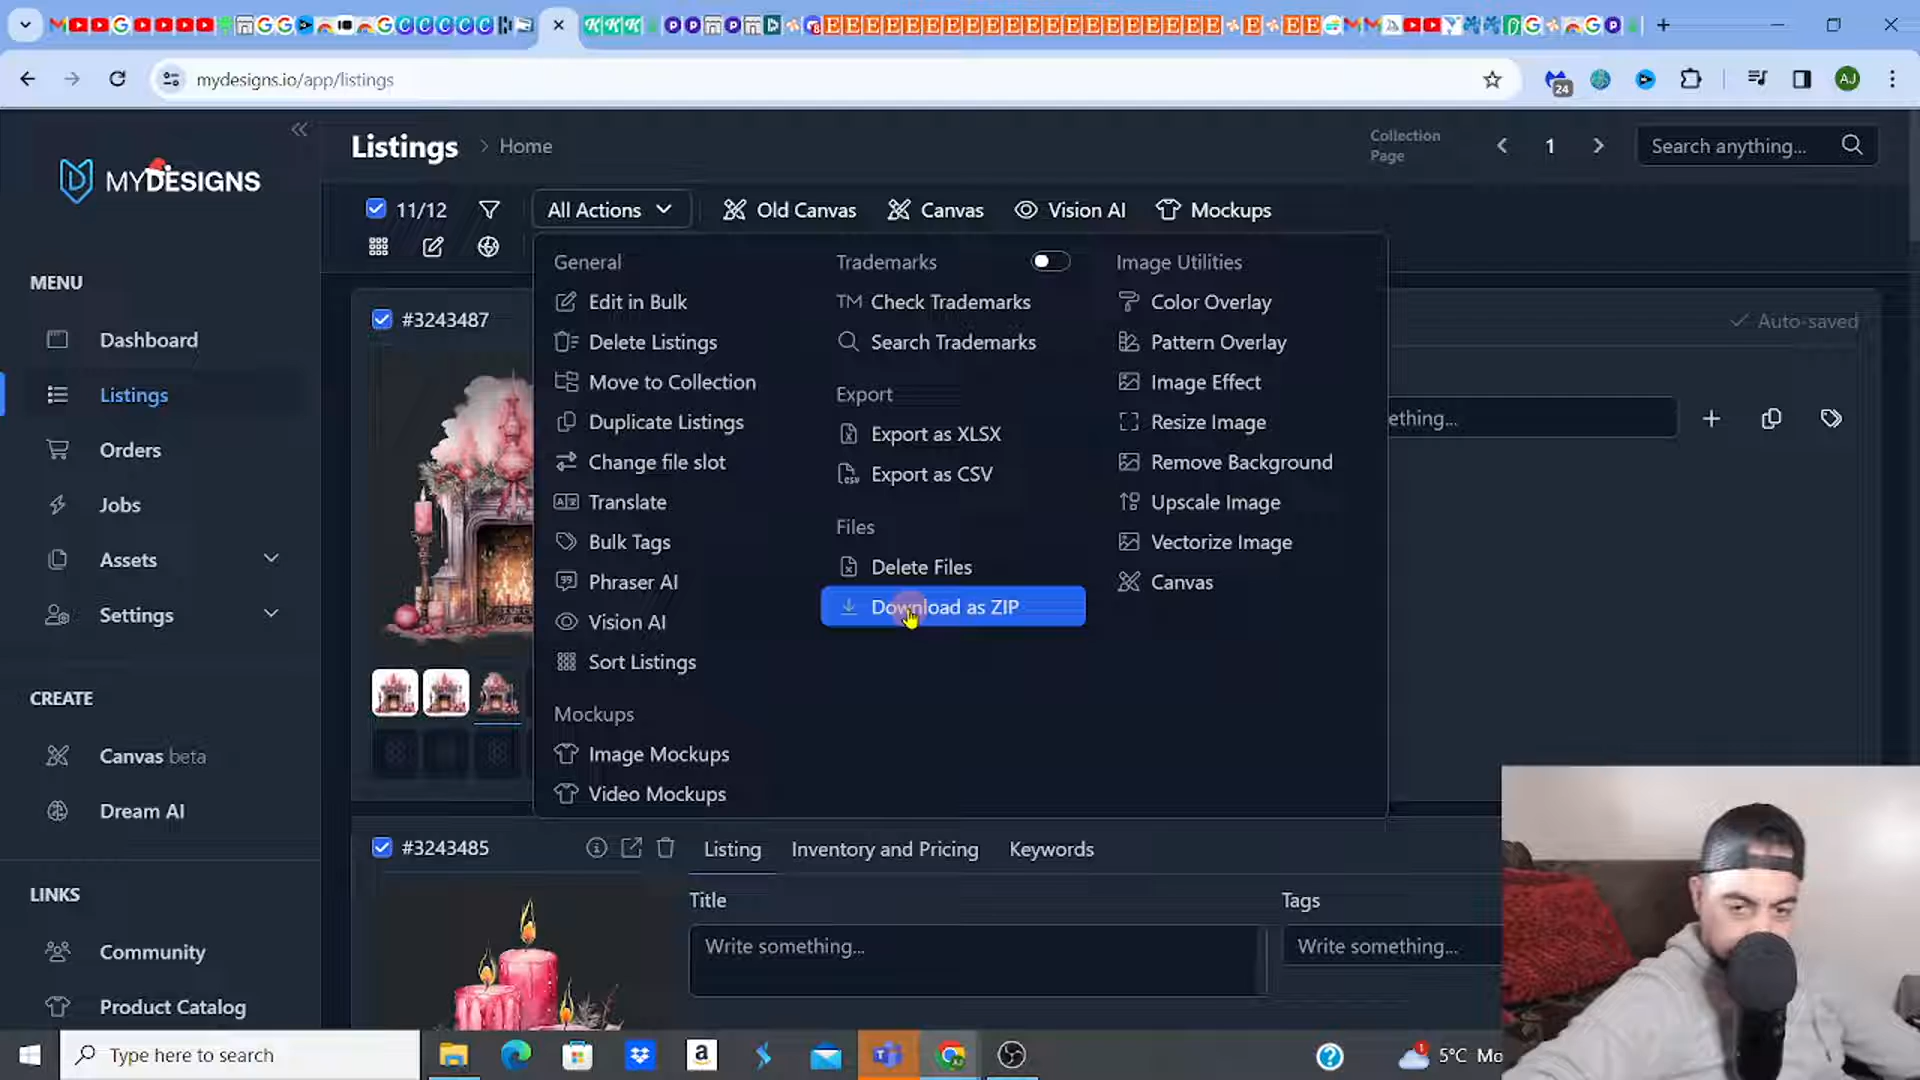 mydesigns.io/app/listings
24
AJ
MYDESIGNS
Listings
Home
Collection
Page
1
Search anything...
11/12
All Actions
Old Canvas
Canvas
Vision AI
Mockups
MENU
Dashboard
Listings
Orders
Jobs
Assets
Settings
CREATE
Canvas beta
Dream AI
LINKS
Community
Product Catalog
#3243487
General
Edit in Bulk
Delete Listings
Move to Collection
Duplicate Listings
Change file slot
Translate
Bulk Tags
Phraser AI
Vision AI
Sort Listings
Mockups
Image Mockups
Video Mockups
Trademarks
TM Check Trademarks
Search Trademarks
Export
Export as XLSX
Export as CSV
Files
Delete Files
Download as ZIP
Image Utilities
Color Overlay
Pattern Overlay
Image Effect
Resize Image
Remove Background
Upscale Image
Vectorize Image
Canvas
Auto-saved
ething...
#3243485
Listing
Inventory and Pricing
Keywords
Title
Write something...
Tags
Write something...
Type here to search
1
5°C Mo